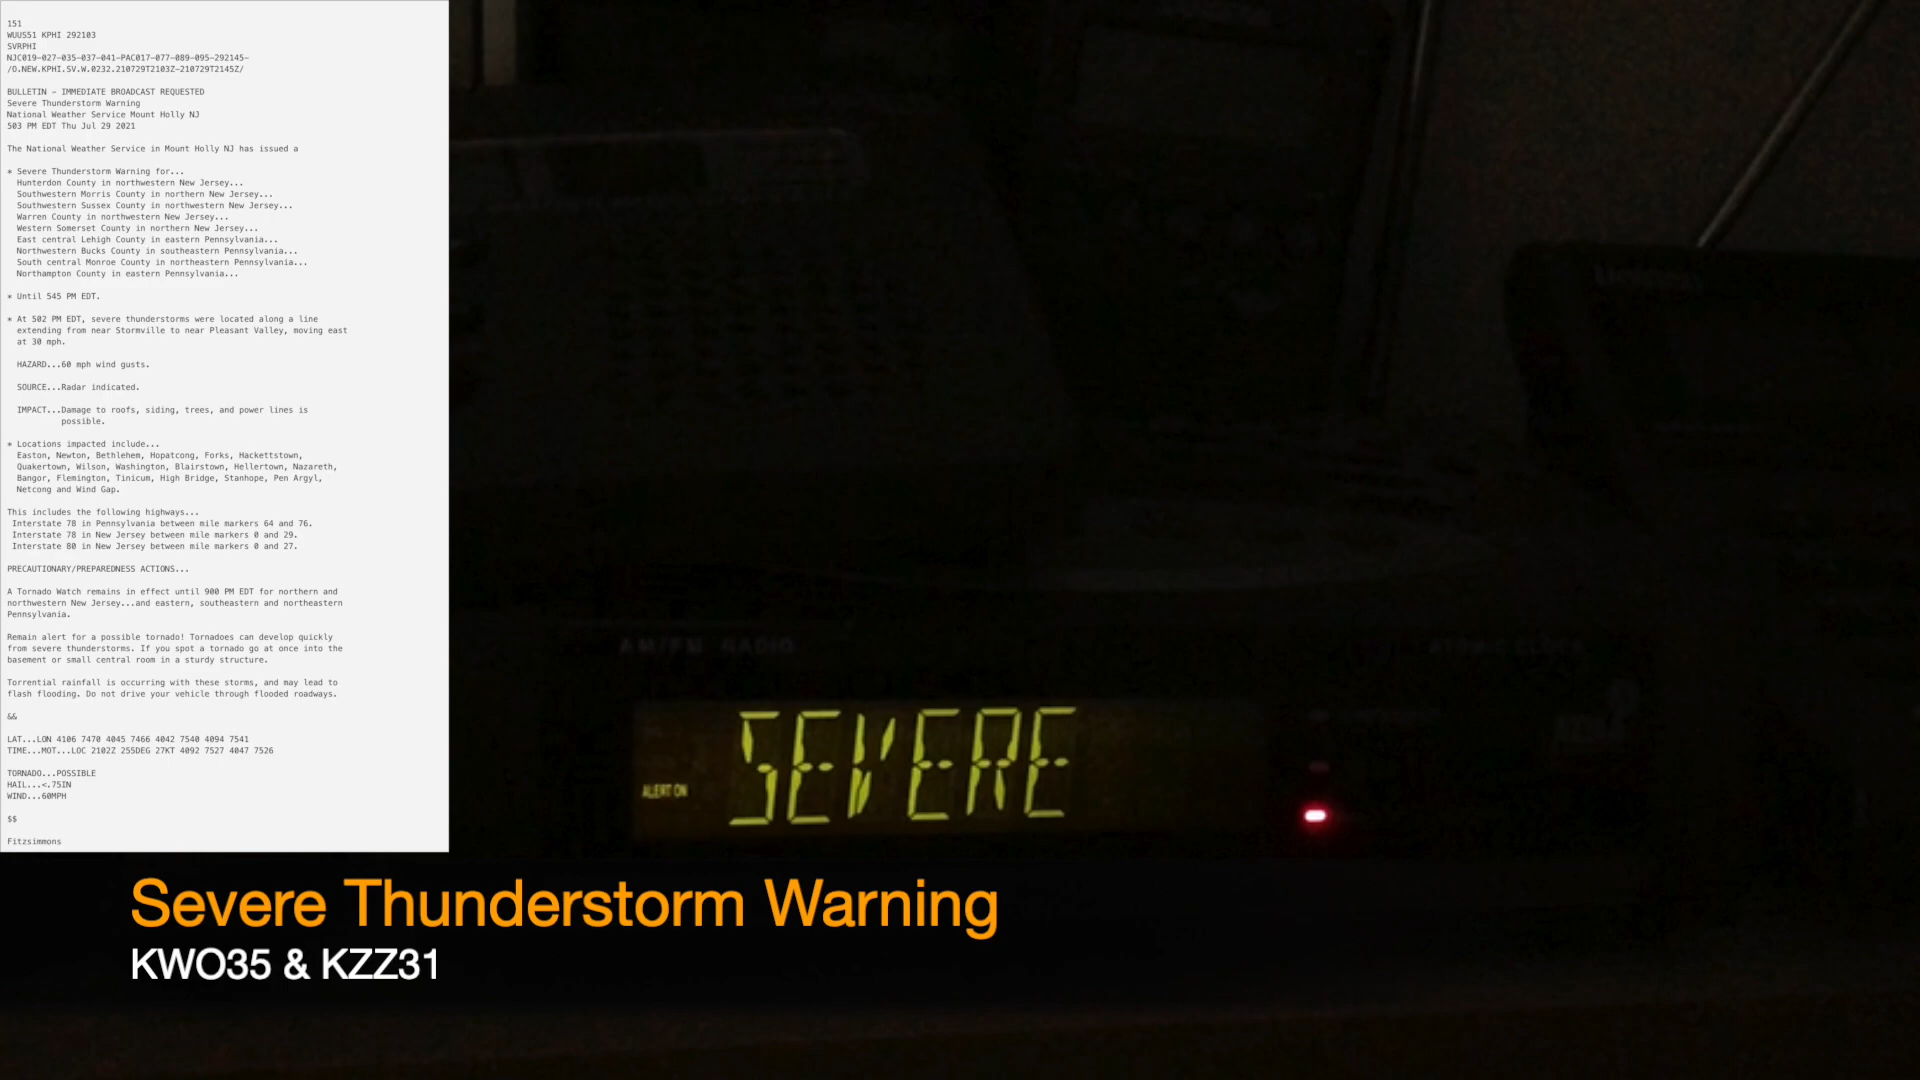 151
WUUS51 KPHI 292103
SVRPHI
NJC019-027-035-037-041-PAC017-077-089-095-292145-
/O.NEW.KPHI.SV.W.0232.210729T2103Z-210729T2145Z/
BULLETIN - IMMEDIATE BROADCAST REQUESTED
Severe Thunderstorm Warning
National Weather Service Mount Holly NJ
503 PM EDT Thu Jul 29 2021
The National Weather Service in Mount Holly NJ has issued a
* Severe Thunderstorm Warning for...
Hunterdon County in northwestern New Jersey...
Southwestern Morris County in northern New Jersey...
Southwestern Sussex County in northwestern New Jersey...
Warren County in northwestern New Jersey...
Western Somerset County in northern New Jersey...
East central Lehigh County in eastern Pennsylvania...
Northwestern Bucks County in southeastern Pennsylvania...
South central Monroe County in northeastern Pennsylvania...
Northampton County in eastern Pennsylvania...
* Until 545 PM EDT.
* At 502 PM EDT, severe thunderstorms were located along a line
extending from near Stormville to near Pleasant Valley, moving east
at 30 mph.
HAZARD...60 mph wind gusts.
SOURCE...Radar indicated.
IMPACT...Damage to roofs, siding, trees, and power lines is
possible.
* Locations impacted include...
Easton, Newton, Bethlehem, Hopatcong, Forks, Hackettstown,
Quakertown, Wilson, Washington, Blairstown, Hellertown, Nazareth,
Bangor, Flemington, Tinicum, High Bridge, Stanhope, Pen Argyl,
Netcong and Wind Gap.
This includes the following highways...
Interstate 78 in Pennsylvania between mile markers 64 and 76.
Interstate 78 in New Jersey between mile markers 0 and 29.
Interstate 80 in New Jersey between mile markers 0 and 27.
PRECAUTIONARY/PREPAREDNESS ACTIONS...
A Tornado Watch remains in effect until 900 PM EDT for northern and
northwestern New Jersey...and eastern, southeastern and northeastern
Pennsylvania.
Remain alert for a possible tornado! Tornadoes can develop quickly
from severe thunderstorms. If you spot a tornado go at once into the
basement or small central room in a sturdy structure.
Torrential rainfall is occurring with these storms, and may lead to
flash flooding. Do not drive your vehicle through flooded roadways.
&&
LAT...LON 4106 7470 4045 7466 4042 7540 4094 7541
TIME...MOT...LOC 2102Z 255DEG 27KT 4092 7527 4047 7526
TORNADO...POSSIBLE
HAIL...<.75IN
WIND...60MPH
$$
Fitzsimmons
AM/FM RADIO
ATOMIC CLOCK
ALERT ON
SEVERE
Severe Thunderstorm Warning
KWO35 & KZZ31